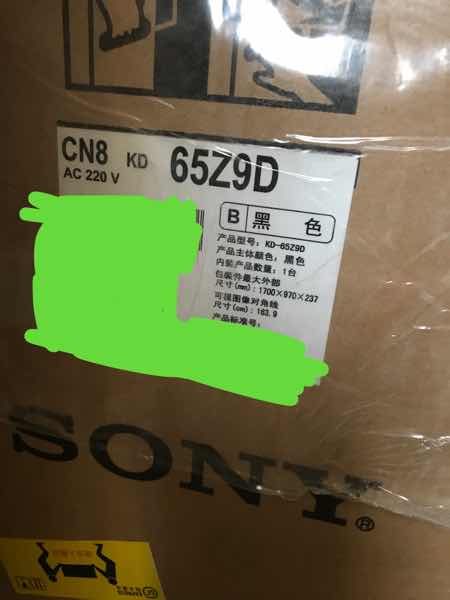 CN8 KD 65Z9D
AC 220 V
B 黑色
产品型号: KD-65Z9D
产品主体颜色: 黑色
内装产品数量: 1台
包装件最大外部
尺寸(mm): 1700×970×237
可视图像对角线
尺寸(cm): 163.9
产品标准号:
SONY®